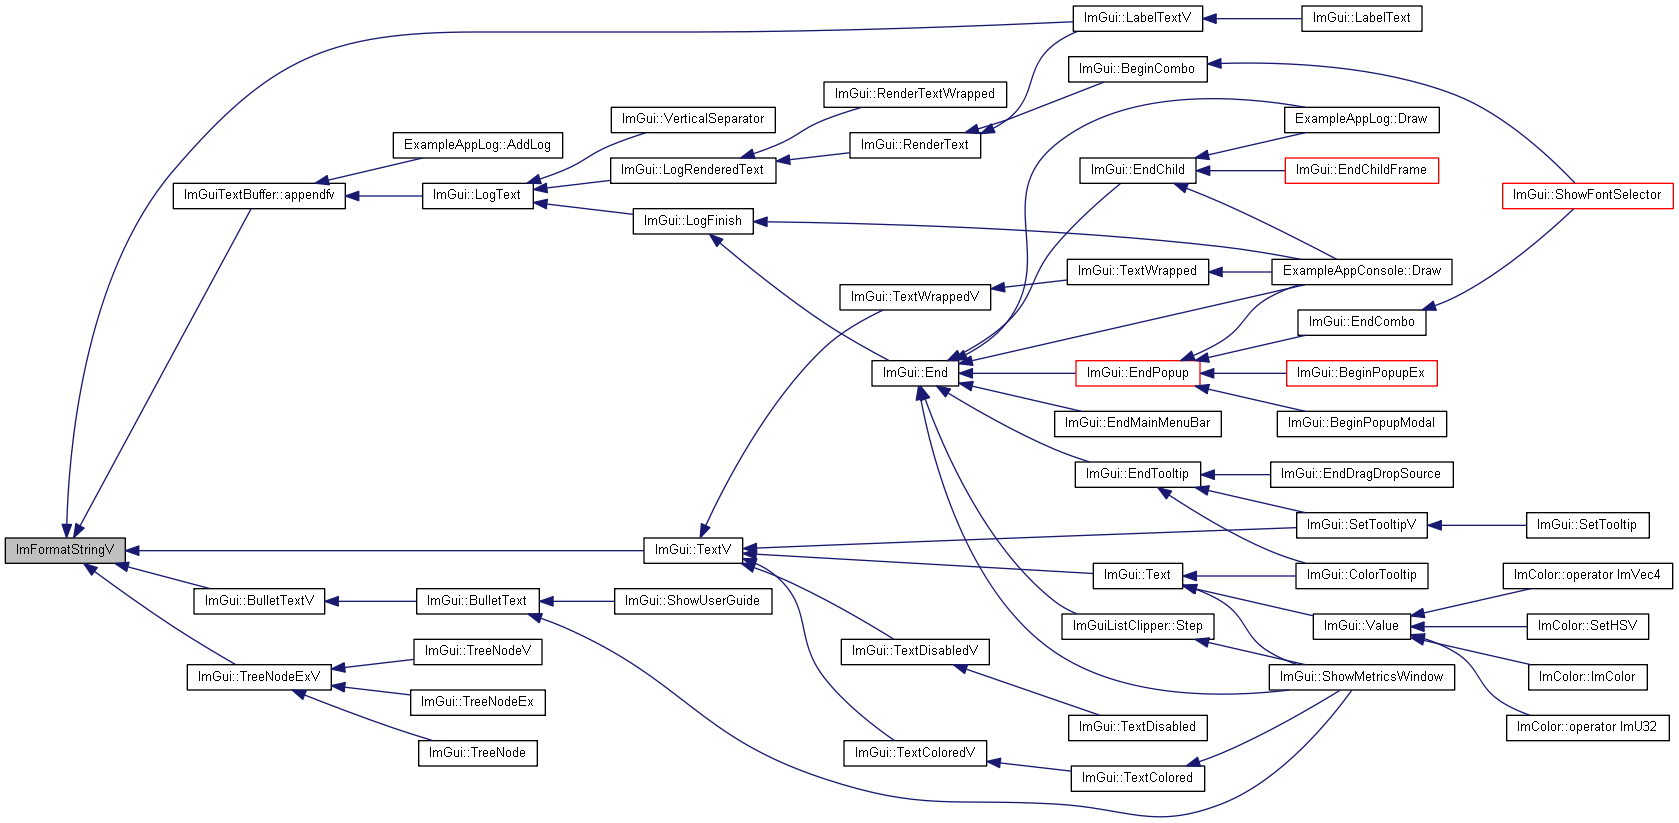 ImGui::LabelTextV
ImGui::LabelText
ImGui::BeginCombo
ImGui::RenderTextWrapped
ImGui::VerticalSeparator
ExampleAppLog::Draw
ExampleAppLog::AddLog
ImGui::RenderText
ImGui::LogRenderedText
ImGui::EndChild
ImGui::EndChildFrame
ImGuiTextBuffer::appendfv
ImGui::LogText
ImGui::ShowFontSelector
ImGui::LogFinish
ImGui::TextWrapped
ExampleAppConsole::Draw
ImGui::TextWrappedV
ImGui::EndCombo
ImGui::End
ImGui::EndPopup
ImGui::BeginPopupEx
ImGui::EndMainMenuBar
ImGui::BeginPopupModal
ImGui::EndTooltip
ImGui::EndDragDropSource
ImGui::SetTooltipV
ImGui::SetTooltip
ImFormatStringV
ImGui::TextV
ImGui::Text
ImGui::ColorTooltip
ImColor::operator ImVec4
ImGui::BulletTextV
ImGui::BulletText
ImGui::ShowUserGuide
ImGuiListClipper::Step
ImGui::Value
ImColor::SetHSV
ImGui::TreeNodeV
ImGui::TextDisabledV
ImGui::TreeNodeExV
ImGui::ShowMetricsWindow
ImColor::ImColor
ImGui::TreeNodeEx
ImGui::TextDisabled
ImColor::operator ImU32
ImGui::TreeNode
ImGui::TextColoredV
ImGui::TextColored